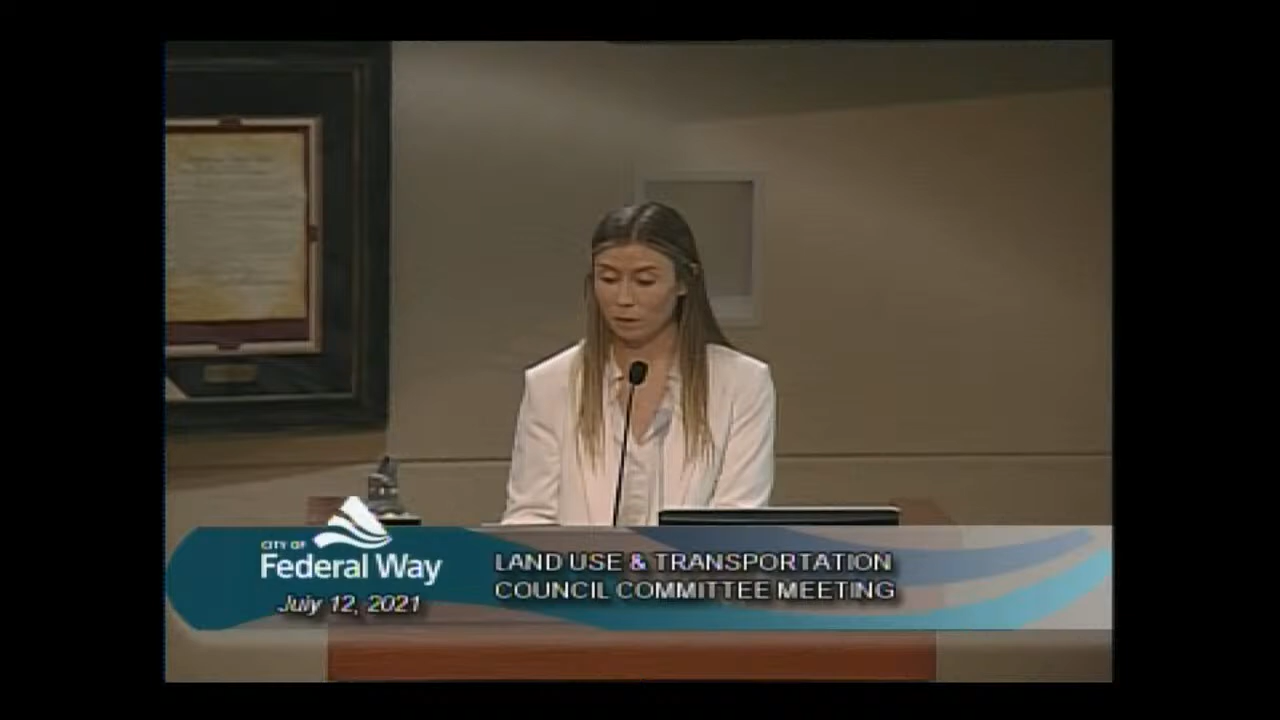 CITY OF
Federal Way
July 12, 2021
LAND USE & TRANSPORTATION
COUNCIL COMMITTEE MEETING